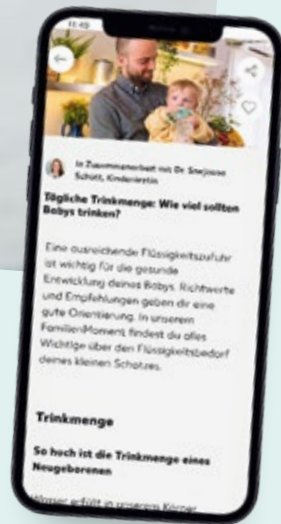 11:49
In Zusammenarbeit mit Dr. Snejoana
Schütt, Kinderärztin
Tägliche Trinkmenge: Wie viel sollten
Babys trinken?
Eine ausreichende Flüssigkeitszufuhr
ist wichtig für die gesunde
Entwicklung deines Babys. Richtwerte
und Empfehlungen geben dir eine
gute Orientierung. In unserem
FamilienMoment findest du alles
Wichtige über den Flüssigkeitsbedarf
deines kleinen Schatzes.
Trinkmenge
So hoch ist die Trinkmenge eines
Neugeborenen
Wasser erfüllt in unserem Körper